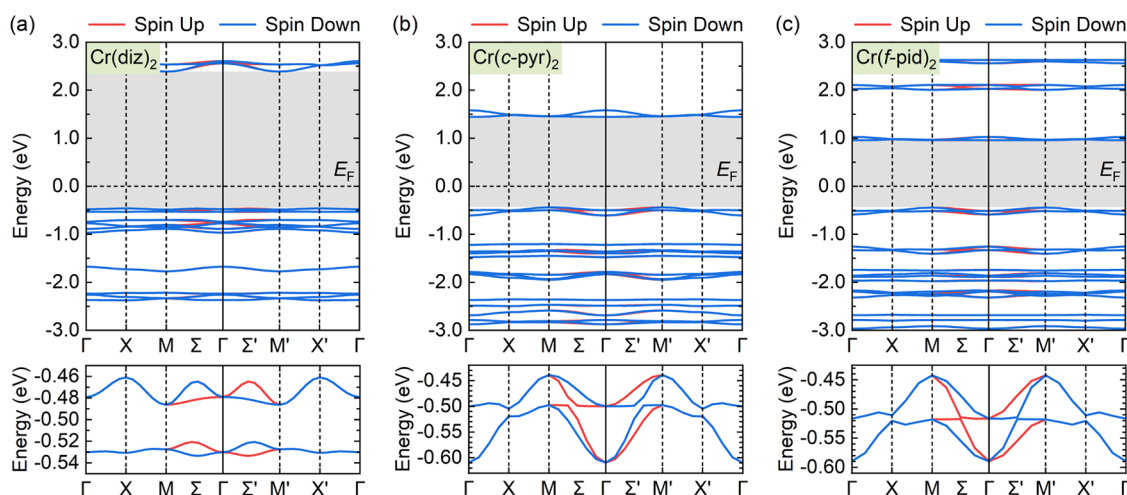 (a) Spin Up Spin Down (b) Spin Up Spin Down (c) Spin Up Spin Down
3.0 3.0 3.0
Cr(diz)2 Cr(c-pyr)2 Cr(f-pid)2
2.0 2.0 2.0
1.0 1.0 1.0
EF EF EF
0.0 0.0 0.0
-1.0 -1.0 -1.0
-2.0 -2.0 -2.0
-3.0 -3.0 -3.0
Energy (eV) Energy (eV) Energy (eV)
Γ X M Σ Γ Σ' M' X' Γ Γ X M Σ Γ Σ' M' X' Γ Γ X M Σ Γ Σ' M' X' Γ
-0.46 -0.45 -0.45
-0.48 -0.50 -0.50
-0.50 -0.55 -0.55
-0.52 -0.60 -0.60
-0.54
Energy (eV) Energy (eV) Energy (eV)
Γ X M Σ Γ Σ' M' X' Γ Γ X M Σ Γ Σ' M' X' Γ Γ X M Σ Γ Σ' M' X' Γ